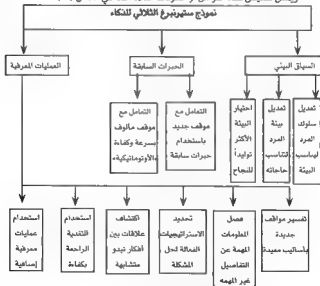 نموذج ستهرنبرغ الثلاثي للذكاء
السياق البيئي
الخبرات السابقة
العمليات المعرفية
تعديل
سلوك
الفرد
ليناسب
البيئة
تعديل
بيئة
الفرد
لتناسب
حاجاته
اختيار
البيئة
الأكثر
توليداً
للنجاح
التعامل مع
موقف جديد
باستخدام
خبرات سابقة
التعامل مع
موقف مألوف
بسرعة وكفاءة
«الأوتوماتيكية»
تفسير مواقف
جديدة
بأساليب مفيدة
فصل
المعلومات
المهمة عن
التفاصيل
غير المهمة
تحديد
الاستراتيجيات
الفعالة لحل
المشكلة
اكتشاف
علاقات بين
أفكار تبدو
متشابهة
استخدام
التغذية
الراجعة
بكفاءة
استخدام
عمليات
معرفية
إضافية